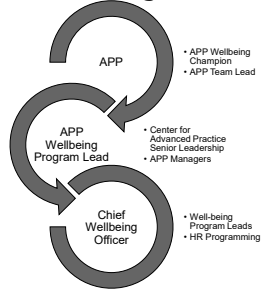 APP
• APP Wellbeing
Champion
• APP Team Lead
APP
Wellbeing
Program Lead
• Center for
Advanced Practice
Senior Leadership
• APP Managers
Chief
Wellbeing
Officer
• Well-being
Program Leads
• HR Programming